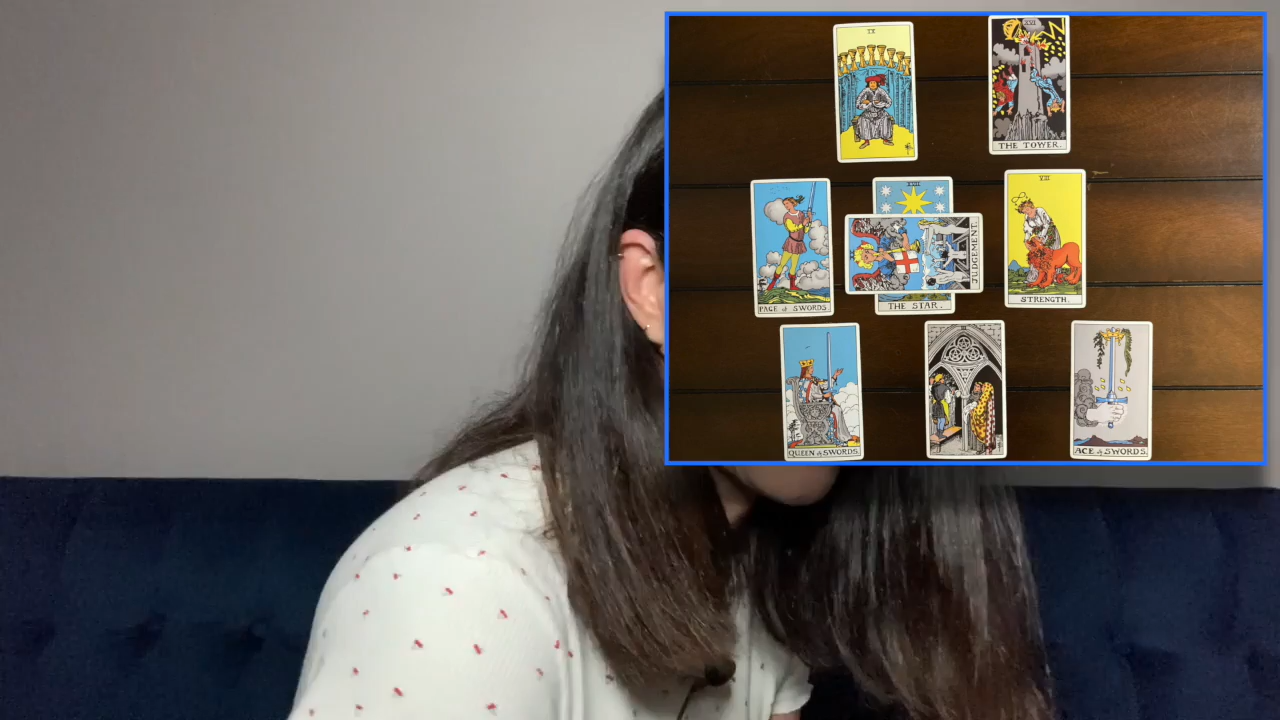 IX
XVI
THE TOWER.
XVII
VIII
JUDGEMENT.
PAGE of SWORDS.
THE STAR.
STRENGTH.
III
QUEEN of SWORDS.
ACE of SWORDS.